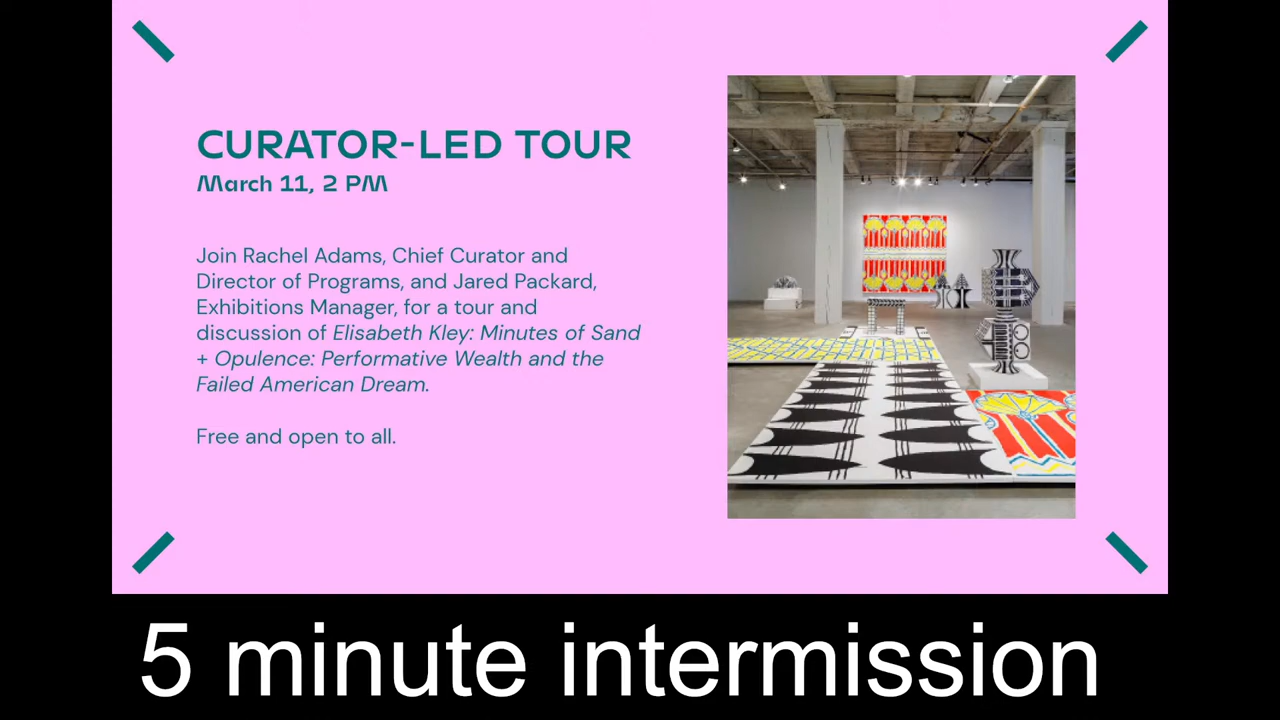 CURATOR-LED TOUR
March 11, 2 PM
Join Rachel Adams, Chief Curator and
Director of Programs, and Jared Packard,
Exhibitions Manager, for a tour and
discussion of Elisabeth Kley: Minutes of Sand
+ Opulence: Performative Wealth and the
Failed American Dream.
Free and open to all.
5 minute intermission